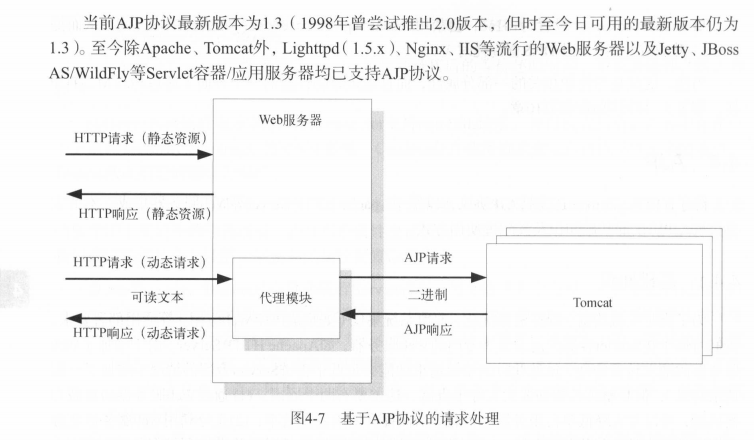 当前AJP协议最新版本为1.3（1998年曾尝试推出2.0版本，但时至今日可用的最新版本仍为
1.3）。至今除Apache、Tomcat外，Lighttpd（1.5.x）、Nginx、IIS等流行的Web服务器以及Jetty、JBoss
AS/WildFly等Servlet容器/应用服务器均已支持AJP协议。
Web服务器
HTTP请求（静态资源）
HTTP响应（静态资源）
HTTP请求（动态请求）
AJP请求
可读文本
代理模块
二进制
Tomcat
HTTP响应（动态请求）
AJP响应
图4-7 基于AJP协议的请求处理